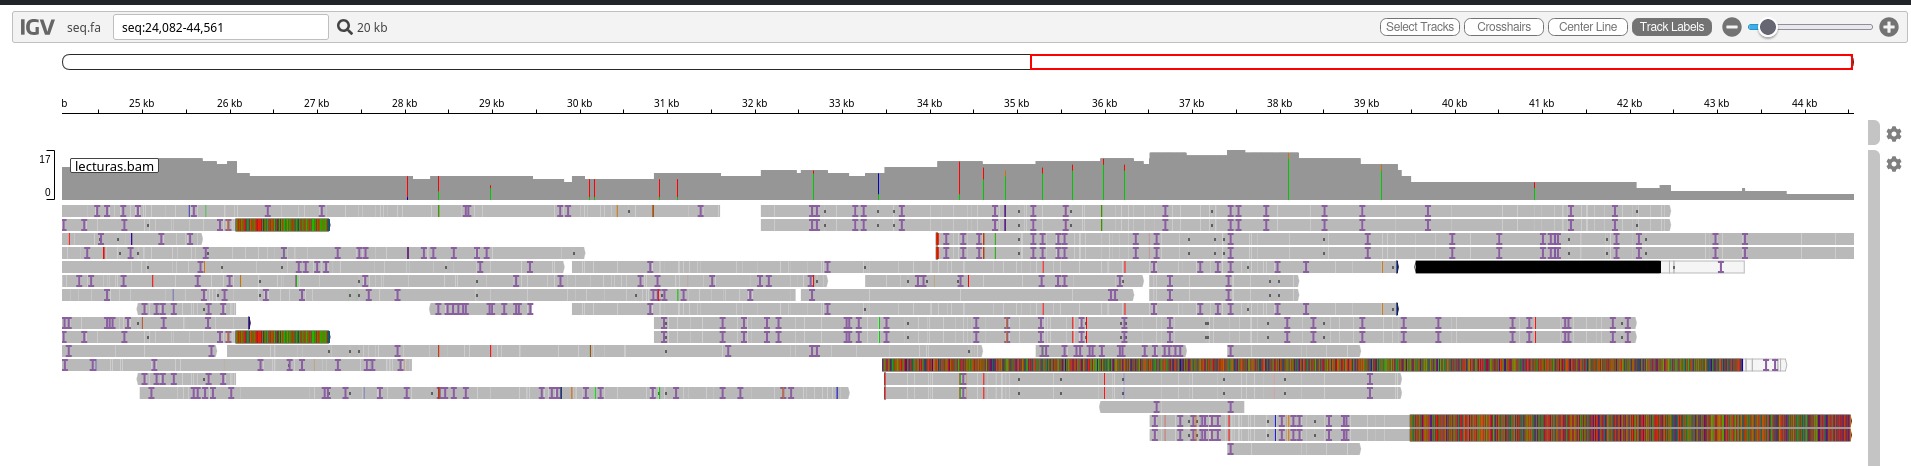 IGV seq.fa seq:24,082-44,561 20 kb Select Tracks Crosshairs Center Line Track Labels
b 25 kb 26 kb 27 kb 28 kb 29 kb 30 kb 31 kb 32 kb 33 kb 34 kb 35 kb 36 kb 37 kb 38 kb 39 kb 40 kb 41 kb 42 kb 43 kb 44 kb
17 lecturas.bam
0